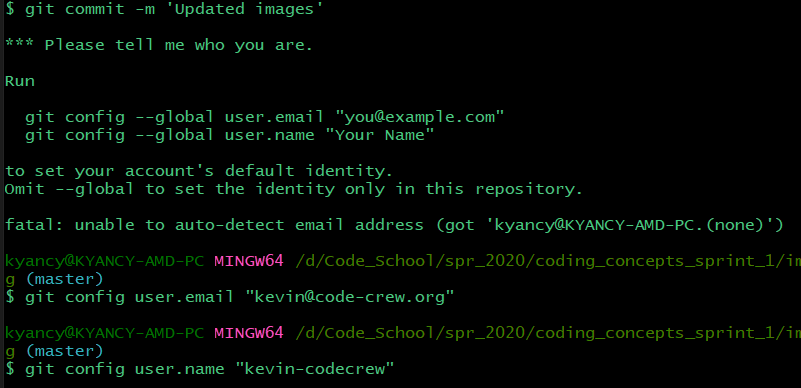 $ git commit -m 'Updated images'
*** Please tell me who you are.
Run
git config --global user.email "you@example.com"
git config --global user.name "Your Name"
to set your account's default identity.
Omit --global to set the identity only in this repository.
fatal: unable to auto-detect email address (got 'kyancy@KYANCY-AMD-PC.(none)')
kyancy@KYANCY-AMD-PC MINGW64 /d/Code_School/spr_2020/coding_concepts_sprint_1/im
g (master)
$ git config user.email "kevin@code-crew.org"
kyancy@KYANCY-AMD-PC MINGW64 /d/Code_School/spr_2020/coding_concepts_sprint_1/im
g (master)
$ git config user.name "kevin-codecrew"